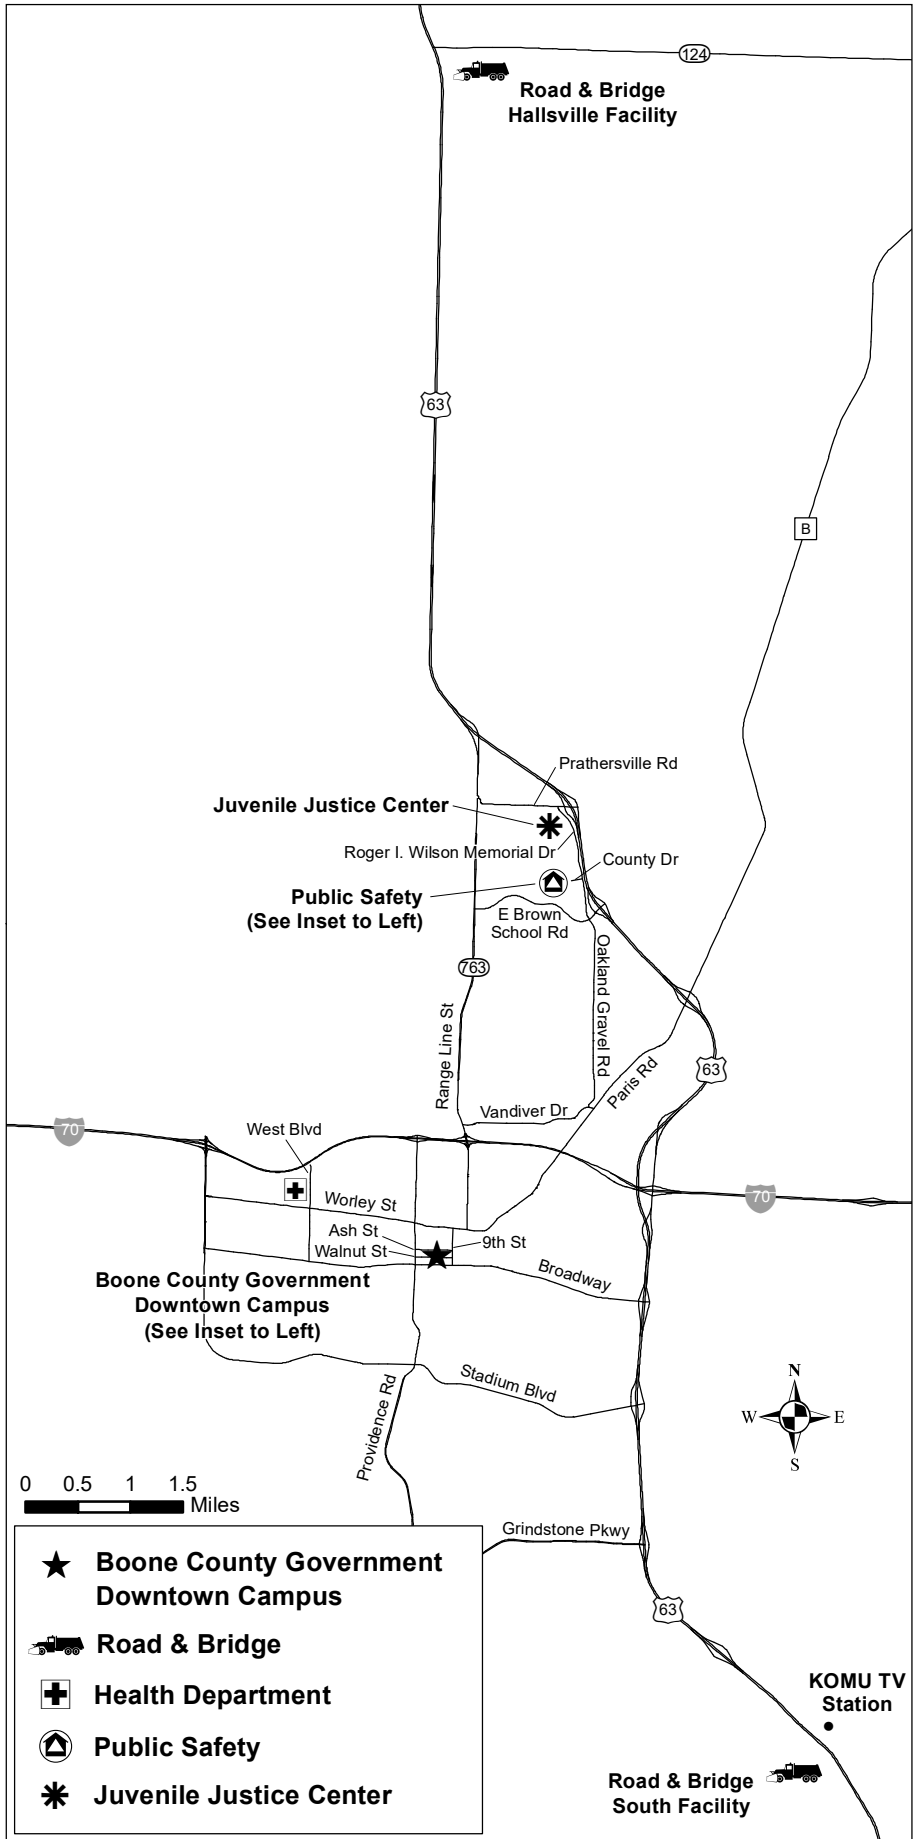 124
Road & Bridge
Hallsville Facility
63
B
Prathersville Rd
Juvenile Justice Center
Roger I. Wilson Memorial Dr
County Dr
Public Safety
(See Inset to Left)
E Brown
School Rd
763
Oakland Gravel Rd
Range Line St
63
Paris Rd
Vandiver Dr
70
West Blvd
70
Worley St
Ash St
9th St
Walnut St
Broadway
Boone County Government
Downtown Campus
(See Inset to Left)
Stadium Blvd
N
W
E
S
Providence Rd
0 0.5 1 1.5
Miles
Grindstone Pkwy
Boone County Government
Downtown Campus
Road & Bridge
Health Department
Public Safety
Juvenile Justice Center
63
KOMU TV
Station
Road & Bridge
South Facility